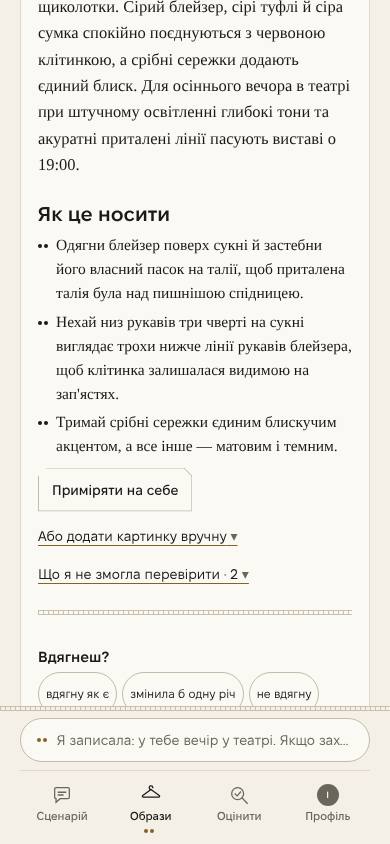 щиколотки. Сірий блейзер, сірі туфлі й сіра
сумка спокійно поєднуються з червоною
клітинкою, а срібні сережки додають
єдиний блиск. Для осіннього вечора в театрі
при штучному освітленні глибокі тони та
акуратні приталені лінії пасують виставі о
19:00.
Як це носити
Одягни блейзер поверх сукні й застебни
його власний пасок на талії, щоб приталена
талія була над пишнішою спідницею.
Нехай низ рукавів три чверті на сукні
виглядає трохи нижче лінії рукавів блейзера,
щоб клітинка залишалася видимою на
зап'ястях.
Тримай срібні сережки єдиним блискучим
акцентом, а все інше — матовим і темним.
Приміряти на себе
Або додати картинку вручну ▾
Що я не змогла перевірити · 2 ▾
Вдягнеш?
вдягну як є
змінила б одну річ
не вдягну
Я записала: у тебе вечір у театрі. Якщо зах...
Сценарій
Образи
Оцінити
І
Профіль